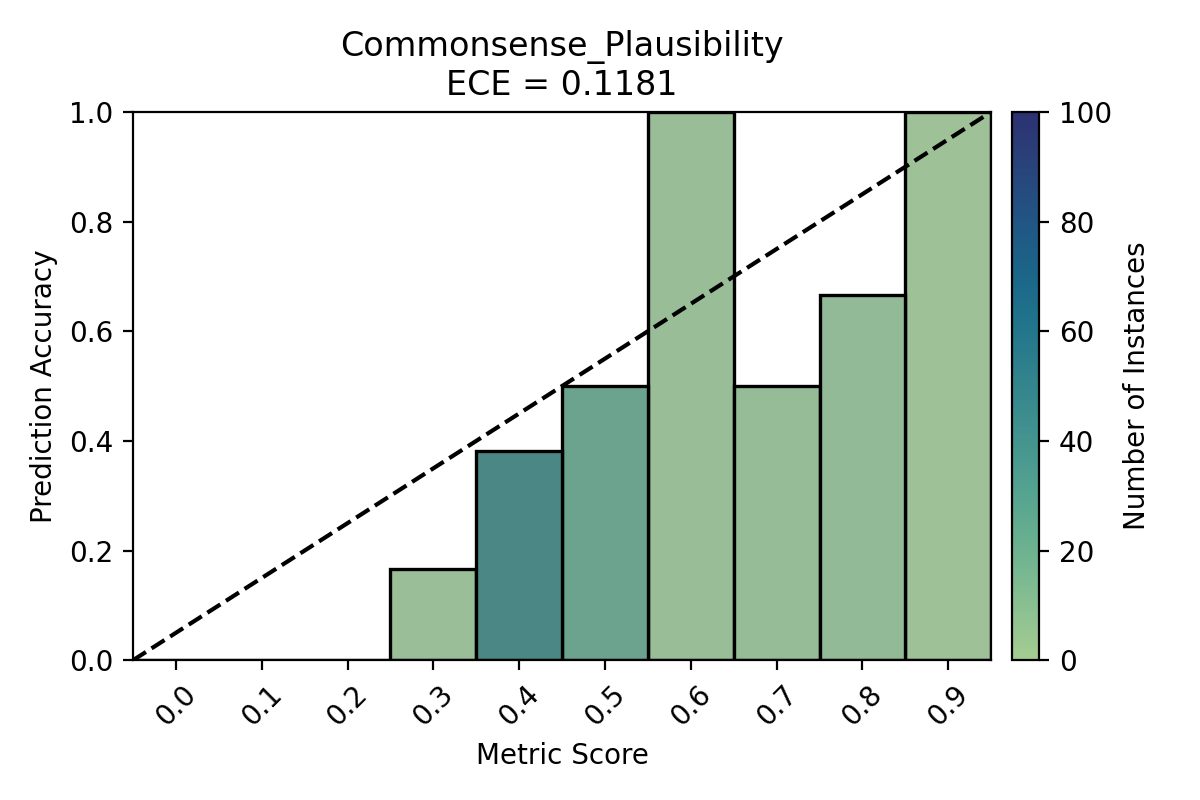 Commonsense_Plausibility
ECE = 0.1181
1.0
0.8
0.6
0.4
0.2
0.0
Prediction Accuracy
0.0 0.1 0.2 0.3 0.4 0.5 0.6 0.7 0.8 0.9
Metric Score
100
80
60
40
20
0
Number of Instances